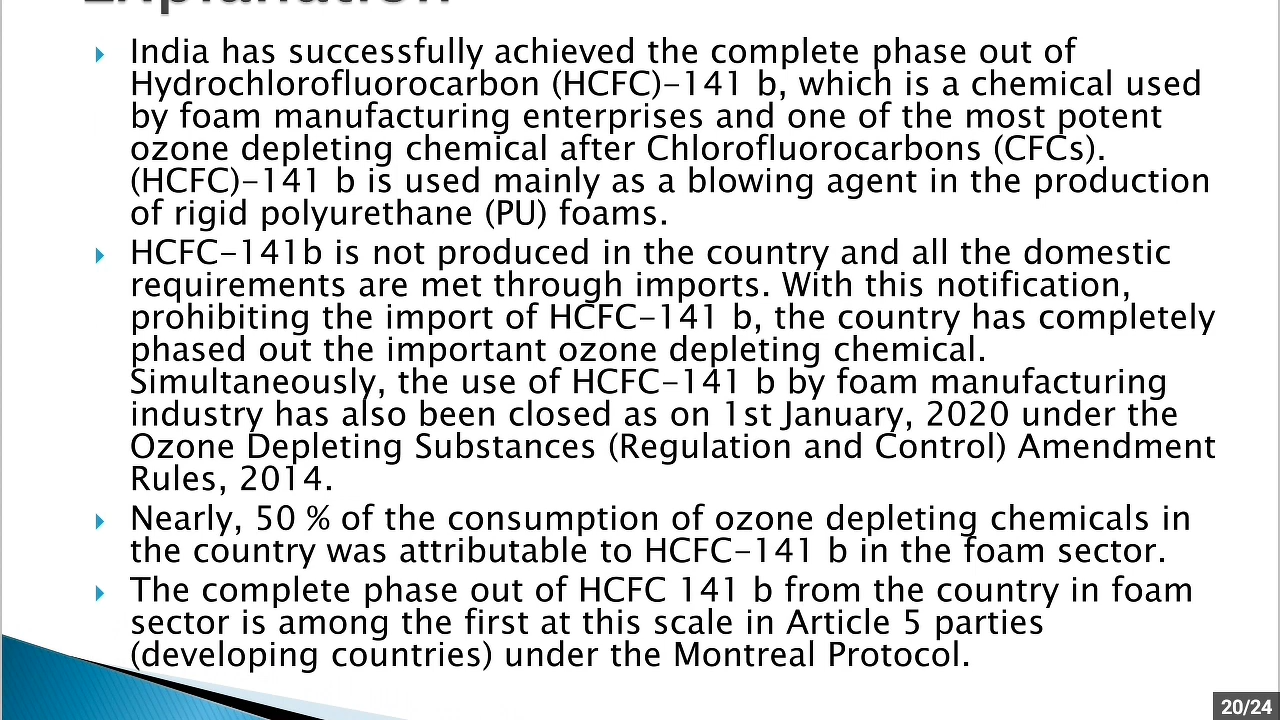 Explanation
India has successfully achieved the complete phase out of
Hydrochlorofluorocarbon (HCFC)-141 b, which is a chemical used
by foam manufacturing enterprises and one of the most potent
ozone depleting chemical after Chlorofluorocarbons (CFCs).
(HCFC)-141 b is used mainly as a blowing agent in the production
of rigid polyurethane (PU) foams.
HCFC-141b is not produced in the country and all the domestic
requirements are met through imports. With this notification,
prohibiting the import of HCFC-141 b, the country has completely
phased out the important ozone depleting chemical.
Simultaneously, the use of HCFC-141 b by foam manufacturing
industry has also been closed as on 1st January, 2020 under the
Ozone Depleting Substances (Regulation and Control) Amendment
Rules, 2014.
Nearly, 50 % of the consumption of ozone depleting chemicals in
the country was attributable to HCFC-141 b in the foam sector.
The complete phase out of HCFC 141 b from the country in foam
sector is among the first at this scale in Article 5 parties
(developing countries) under the Montreal Protocol.
20/24